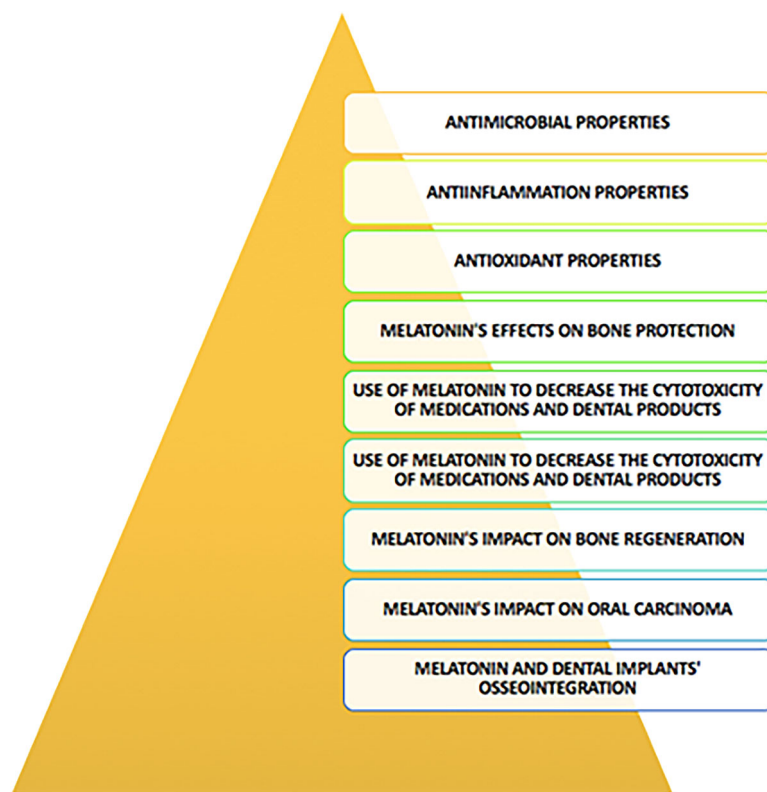 ANTIMICROBIAL PROPERTIES
ANTIINFLAMMATION PROPERTIES
ANTIOXIDANT PROPERTIES
MELATONIN'S EFFECTS ON BONE PROTECTION
USE OF MELATONIN TO DECREASE THE CYTOTOXICITY
OF MEDICATIONS AND DENTAL PRODUCTS
USE OF MELATONIN TO DECREASE THE CYTOTOXICITY
OF MEDICATIONS AND DENTAL PRODUCTS
MELATONIN'S IMPACT ON BONE REGENERATION
MELATONIN'S IMPACT ON ORAL CARCINOMA
MELATONIN AND DENTAL IMPLANTS'
OSSEOINTEGRATION